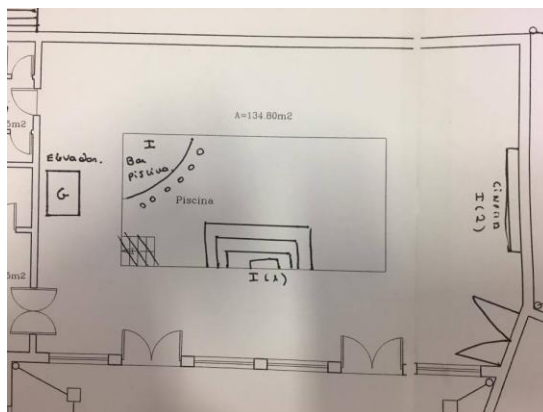 A=134.80m2
I
Bar
piscina.
Elevador.
G
Piscina
I(1)
Cinema
I(2)
5m2
5m2